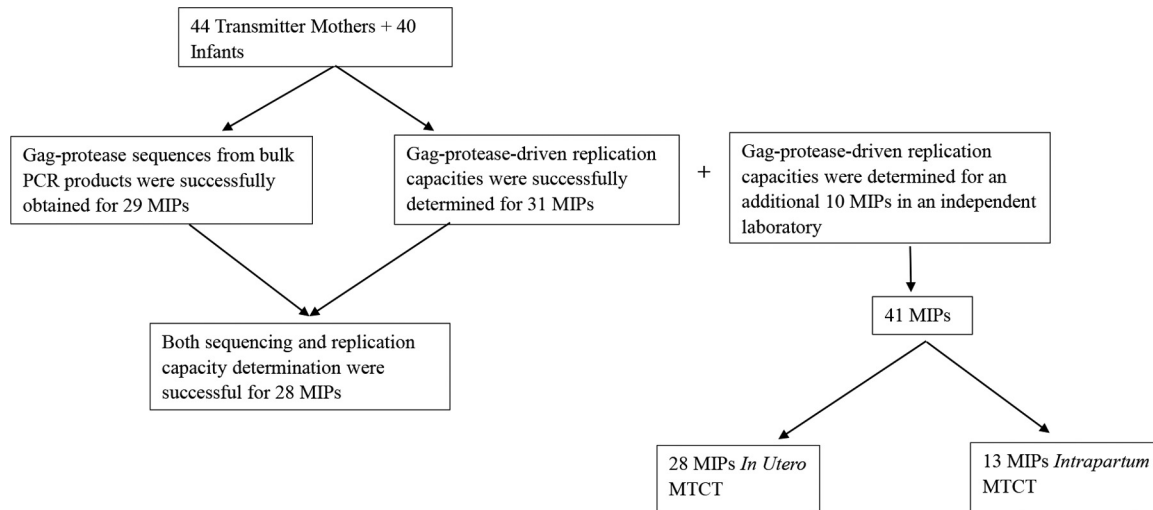 44 Transmitter Mothers + 40
Infants
Gag-protease sequences from bulk
PCR products were successfully
obtained for 29 MIPs
Gag-protease-driven replication
capacities were successfully
determined for 31 MIPs
+
Gag-protease-driven replication
capacities were determined for an
additional 10 MIPs in an independent
laboratory
41 MIPs
Both sequencing and replication
capacity determination were
successful for 28 MIPs
28 MIPs In Utero
MTCT
13 MIPs Intrapartum
MTCT